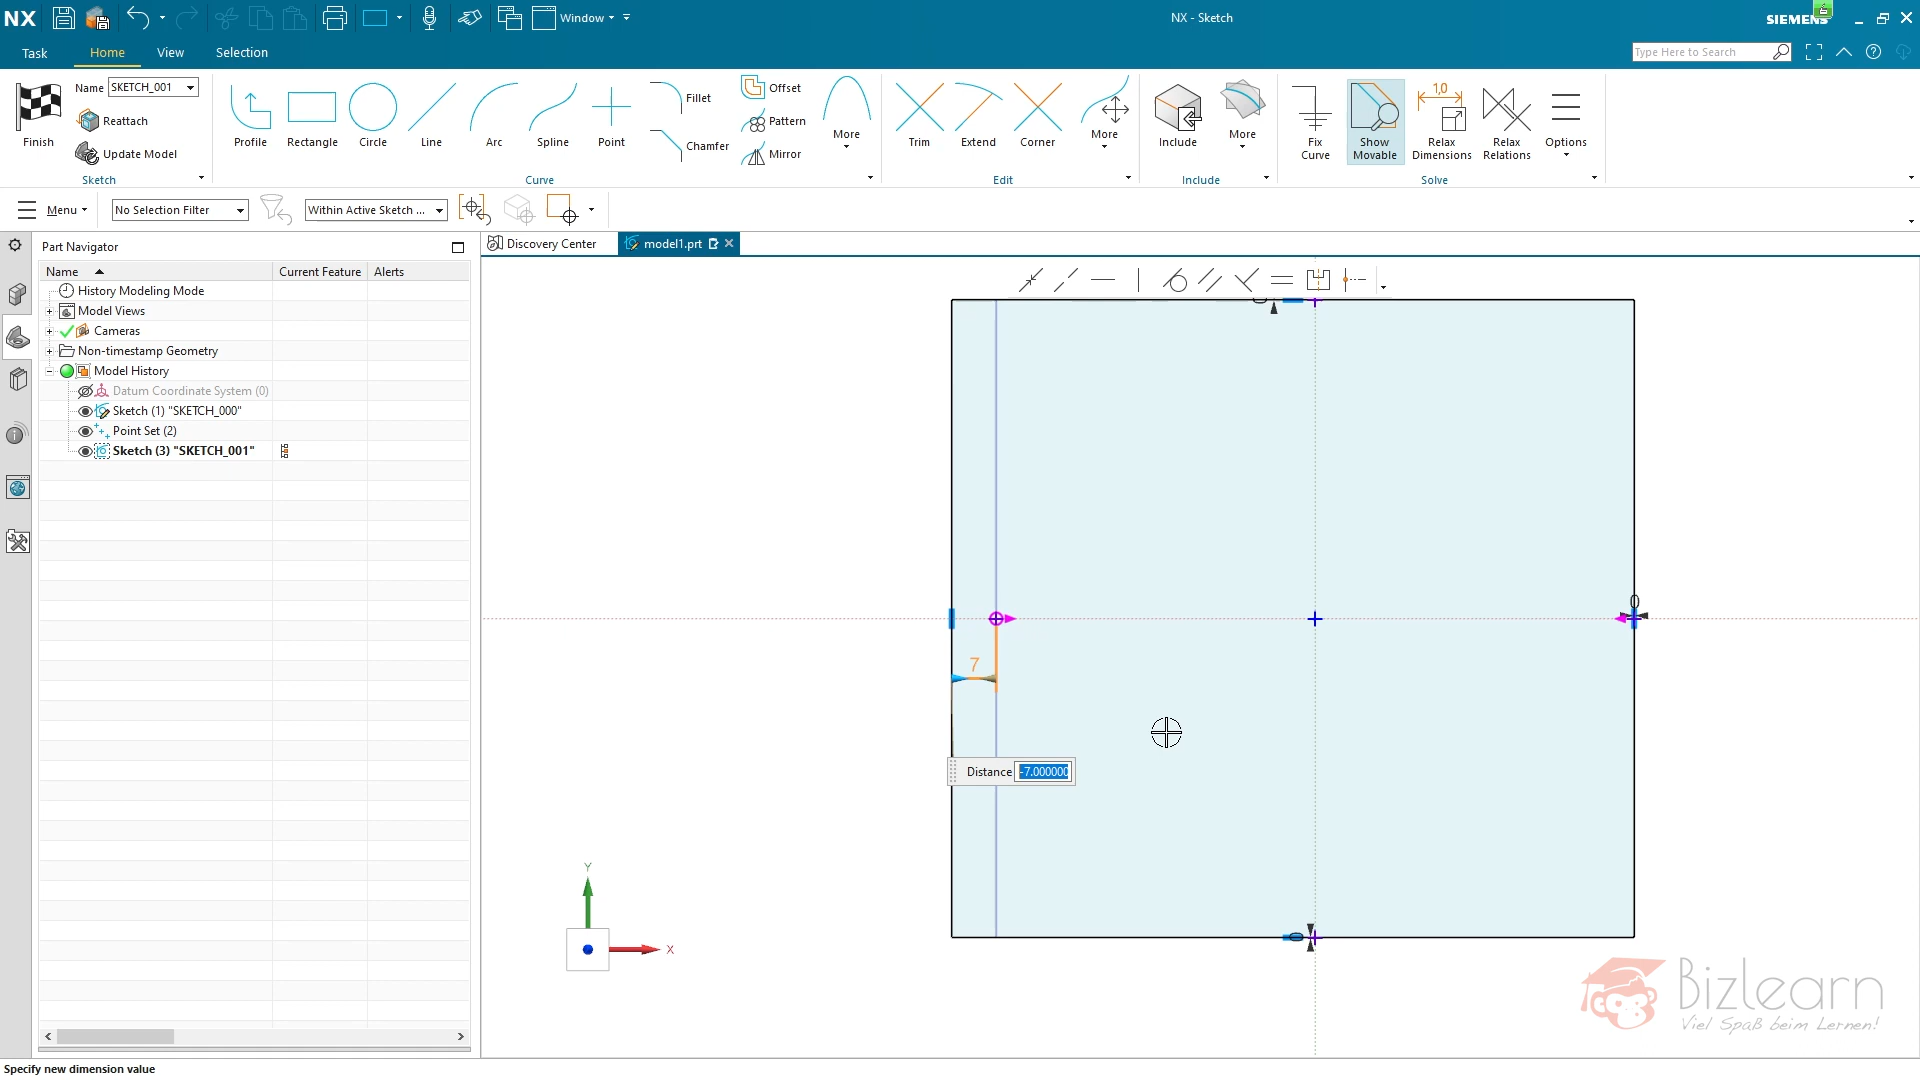 NX
Window
NX - Sketch
SIEMENS
Task
Home
View
Selection
Type Here to Search
Finish
Name SKETCH_001
Reattach
Update Model
Profile
Rectangle
Circle
Line
Arc
Spline
Point
Fillet
Chamfer
Offset
Pattern
Mirror
More
Trim
Extend
Corner
More
Include
More
Fix
Curve
Show
Movable
1,0
Relax
Dimensions
Relax
Relations
Options
Sketch
Curve
Edit
Include
Solve
Menu
No Selection Filter
Within Active Sketch ...
Part Navigator
Discovery Center
model1.prt
Name
Current Feature
Alerts
History Modeling Mode
Model Views
Cameras
Non-timestamp Geometry
Model History
Datum Coordinate System (0)
Sketch (1) "SKETCH_000"
Point Set (2)
Sketch (3) "SKETCH_001"
0
7
Distance -7.000000
Y
X
Bizlearn
Viel Spaß beim Lernen!
Specify new dimension value